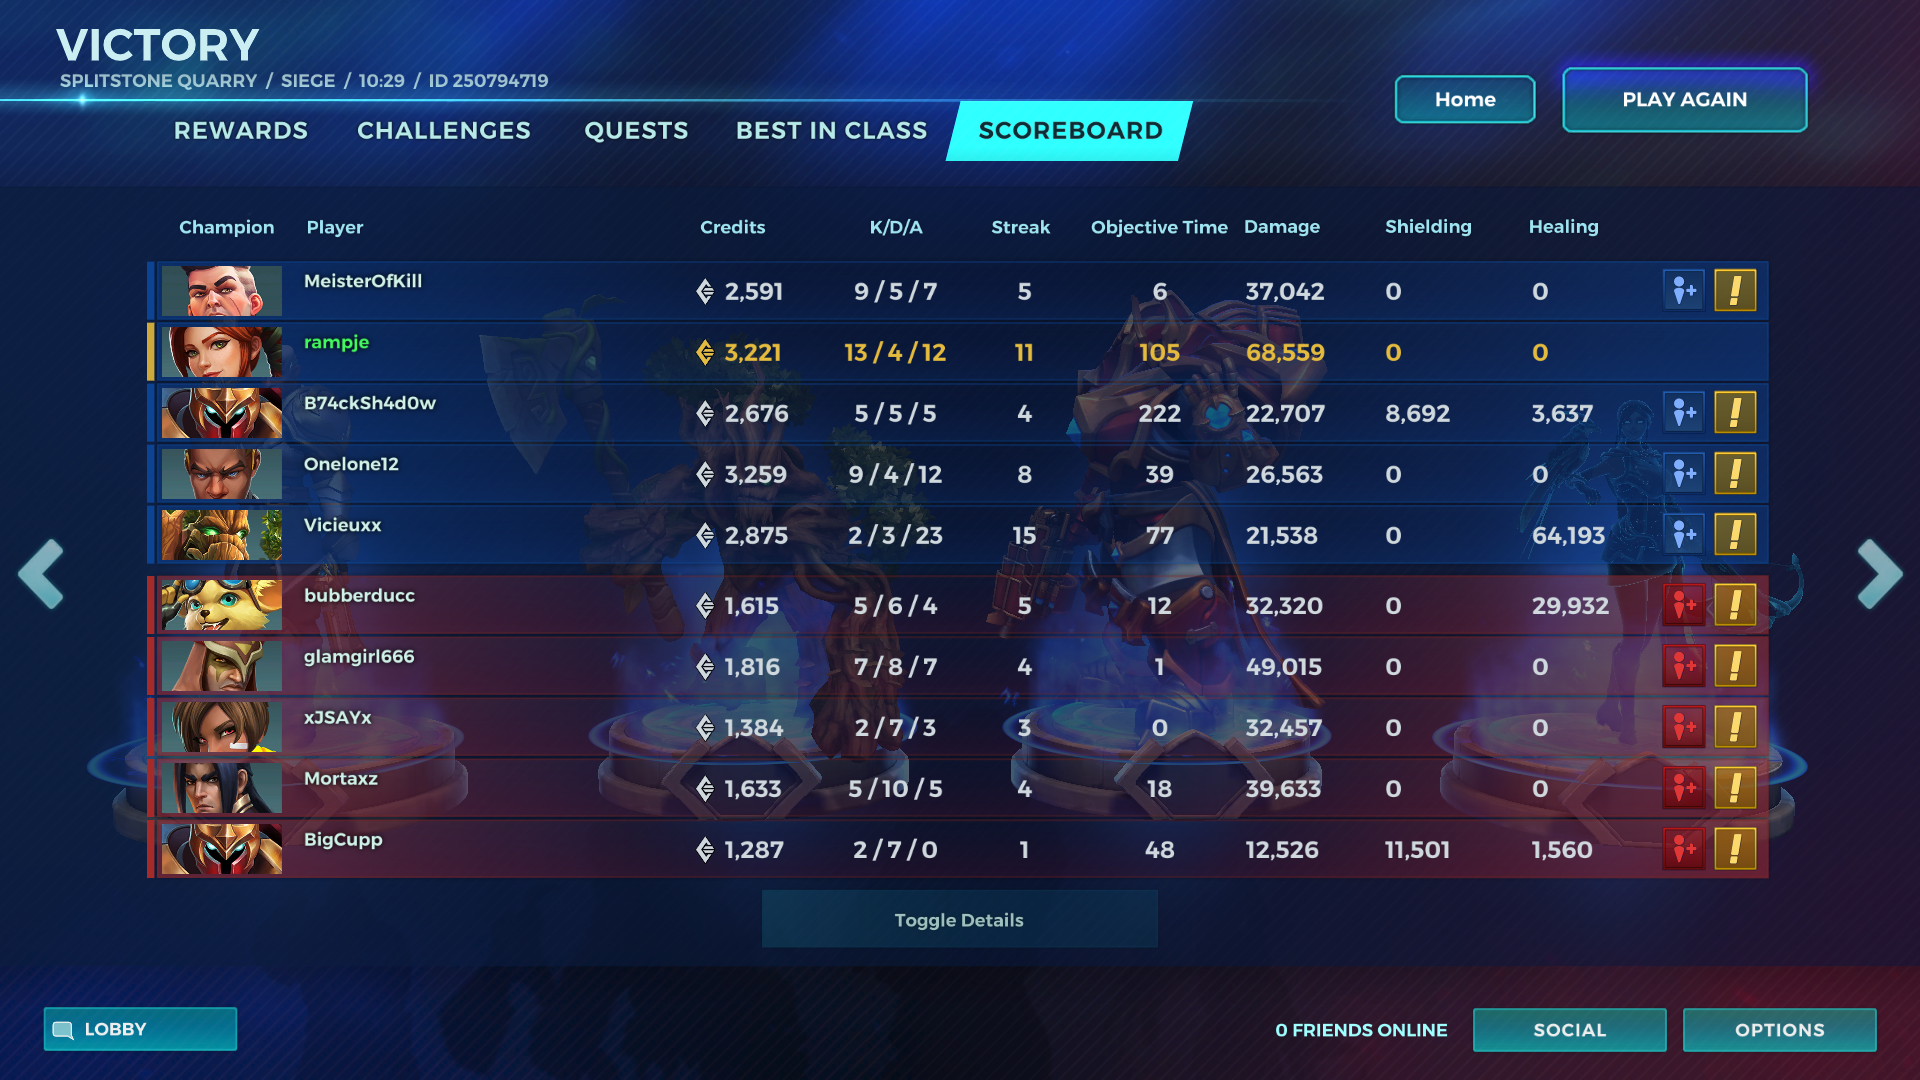 VICTORY
SPLITSTONE QUARRY / SIEGE / 10:29 / ID 250794719
Home
PLAY AGAIN
REWARDS CHALLENGES QUESTS BEST IN CLASS SCOREBOARD
Champion Player Credits K/D/A Streak Objective Time Damage Shielding Healing
MeisterOfKill 2,591 9 / 5 / 7 5 6 37,042 0 0
rampje 3,221 13 / 4 / 12 11 105 68,559 0 0
B74ckSh4d0w 2,676 5 / 5 / 5 4 222 22,707 8,692 3,637
Onelone12 3,259 9 / 4 / 12 8 39 26,563 0 0
Vicieuxx 2,875 2 / 3 / 23 15 77 21,538 0 64,193
bubberducc 1,615 5 / 6 / 4 5 12 32,320 0 29,932
glamgirl666 1,816 7 / 8 / 7 4 1 49,015 0 0
xJSAYx 1,384 2 / 7 / 3 3 0 32,457 0 0
Mortaxz 1,633 5 / 10 / 5 4 18 39,633 0 0
BigCupp 1,287 2 / 7 / 0 1 48 12,526 11,501 1,560
Toggle Details
LOBBY
0 FRIENDS ONLINE
SOCIAL
OPTIONS